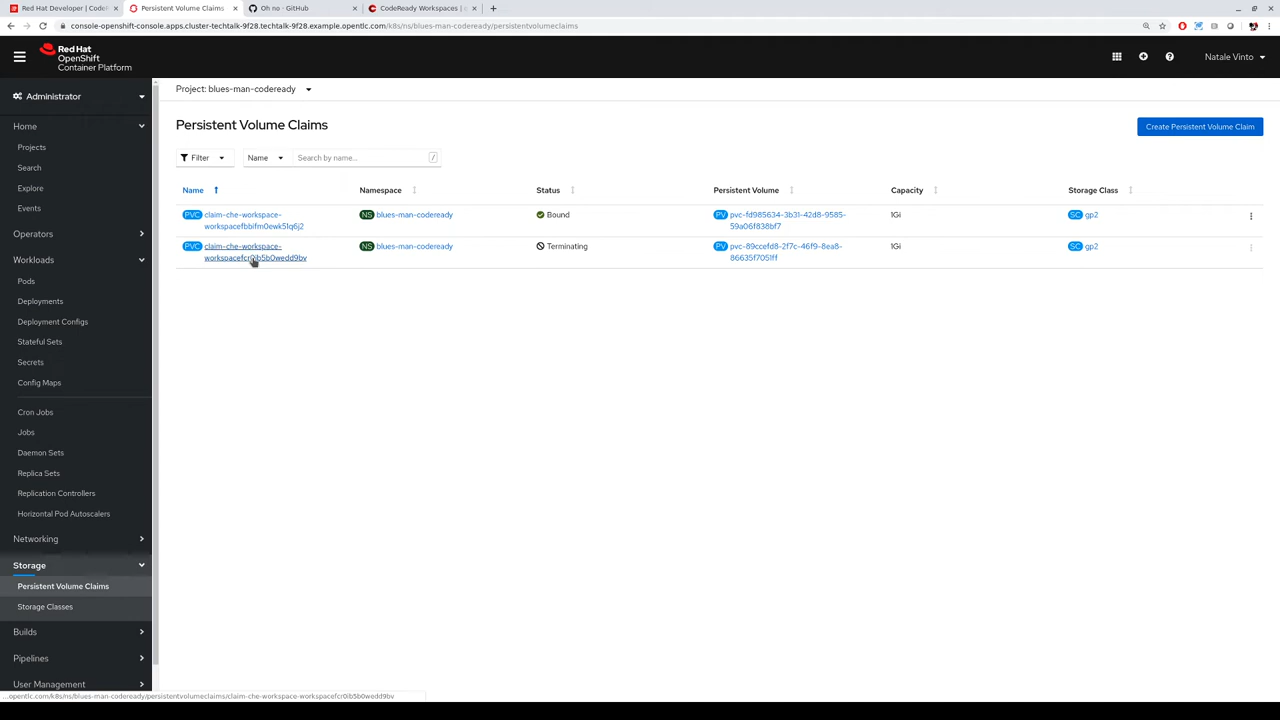 Red Hat Developer | CodeR
Persistent Volume Claims
Oh no · GitHub
CodeReady Workspaces |
console-openshift-console.apps.cluster-techtalk-9f28.techtalk-9f28.example.opentlc.com/k8s/ns/blues-man-codeready/persistentvolumeclaims
Red Hat
OpenShift
Container Platform
Natale Vinto
Administrator
Project: blues-man-codeready
Home
Projects
Search
Explore
Events
Operators
Workloads
Pods
Deployments
Deployment Configs
Stateful Sets
Secrets
Config Maps
Cron Jobs
Jobs
Daemon Sets
Replica Sets
Replication Controllers
Horizontal Pod Autoscalers
Networking
Storage
Persistent Volume Claims
Storage Classes
Builds
Pipelines
User Management
Persistent Volume Claims
Create Persistent Volume Claim
Filter Name Search by name... /
Name Namespace Status Persistent Volume Capacity Storage Class
PVC claim-che-workspace- NS blues-man-codeready Bound PV pvc-fd985634-3b31-42d8-9585- 1Gi SC gp2
workspacefbbifm0ewk51q6j2 59a06f838bf7
PVC claim-che-workspace- NS blues-man-codeready Terminating PV pvc-89ccefd8-2f7c-46f9-8ea8- 1Gi SC gp2
workspacefcr0ib5b0wedd9bv 86635f7051ff
...opentlc.com/k8s/ns/blues-man-codeready/persistentvolumeclaims/claim-che-workspace-workspacefcr0ib5b0wedd9bv